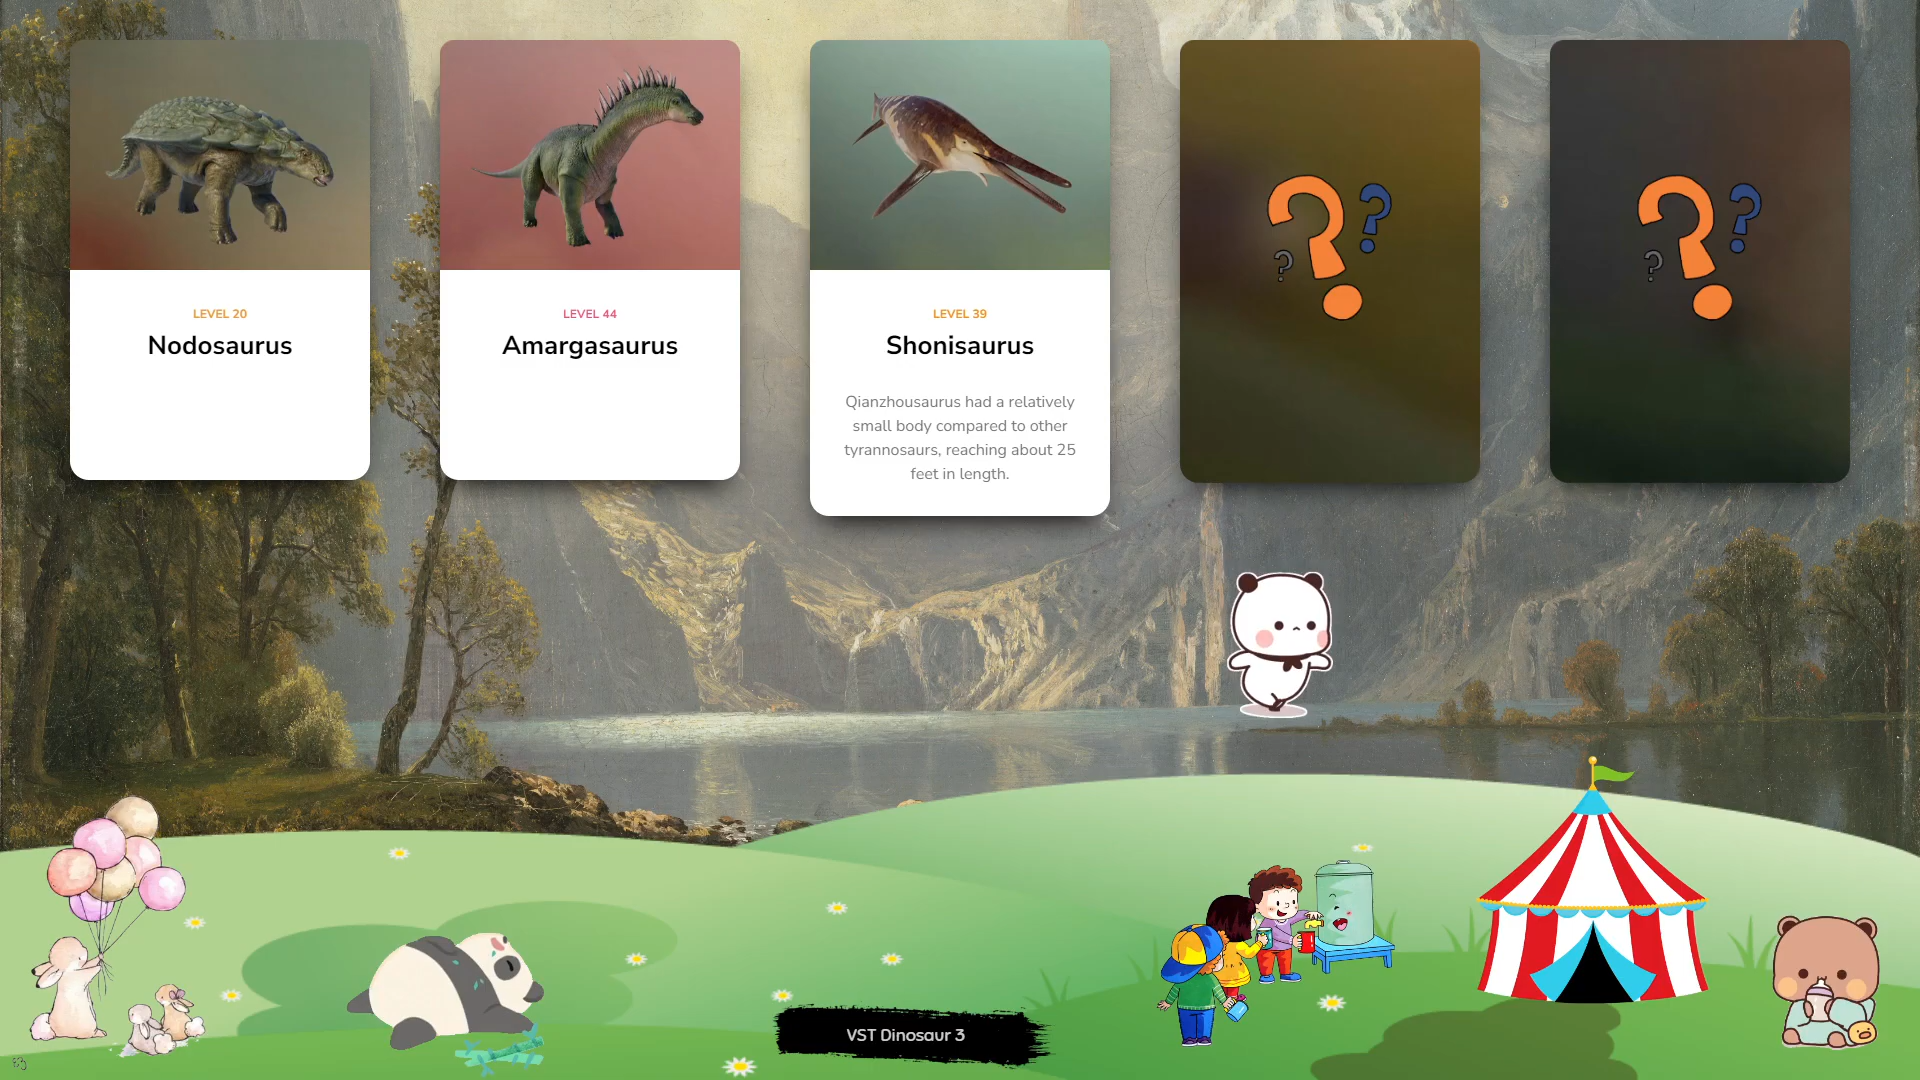 LEVEL 20
Nodosaurus
LEVEL 44
Amargasaurus
LEVEL 39
Shonisaurus
Qianzhousaurus had a relatively
small body compared to other
tyrannosaurs, reaching about 25
feet in length.
? ? ?
? ? ?
VST Dinosaur 3